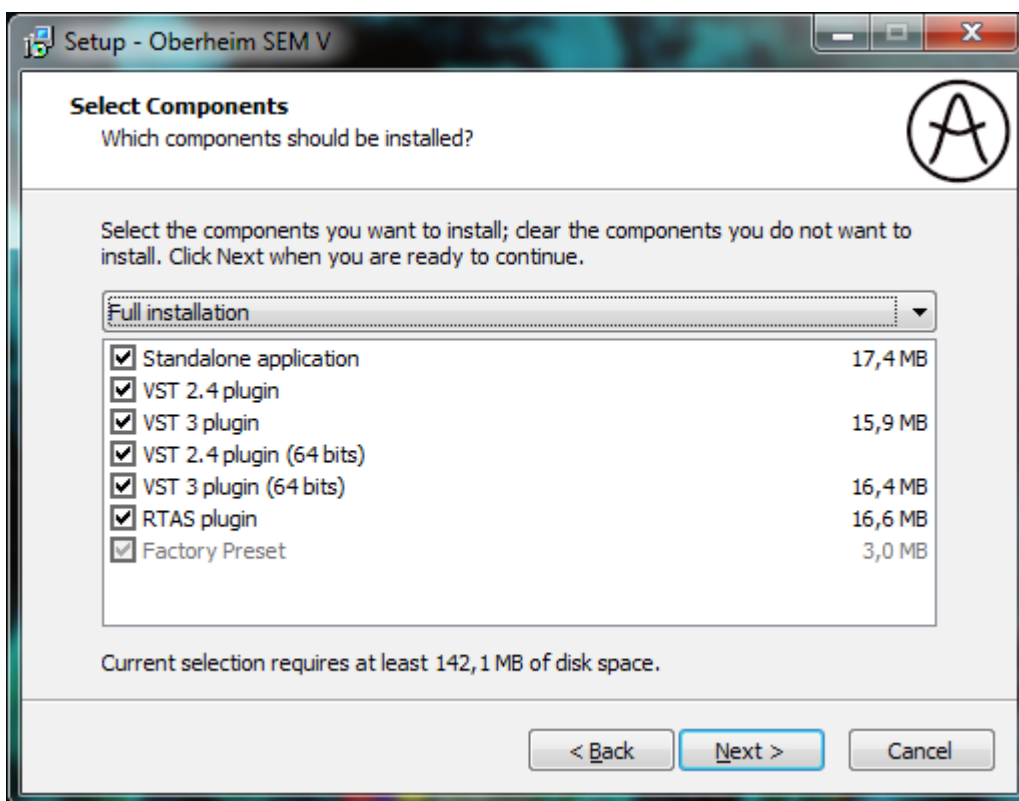 Setup - Oberheim SEM V
Select Components
Which components should be installed?
Select the components you want to install; clear the components you do not want to
install. Click Next when you are ready to continue.
Full installation
Standalone application 17,4 MB
VST 2.4 plugin
VST 3 plugin 15,9 MB
VST 2.4 plugin (64 bits)
VST 3 plugin (64 bits) 16,4 MB
RTAS plugin 16,6 MB
Factory Preset 3,0 MB
Current selection requires at least 142,1 MB of disk space.
< Back Next > Cancel